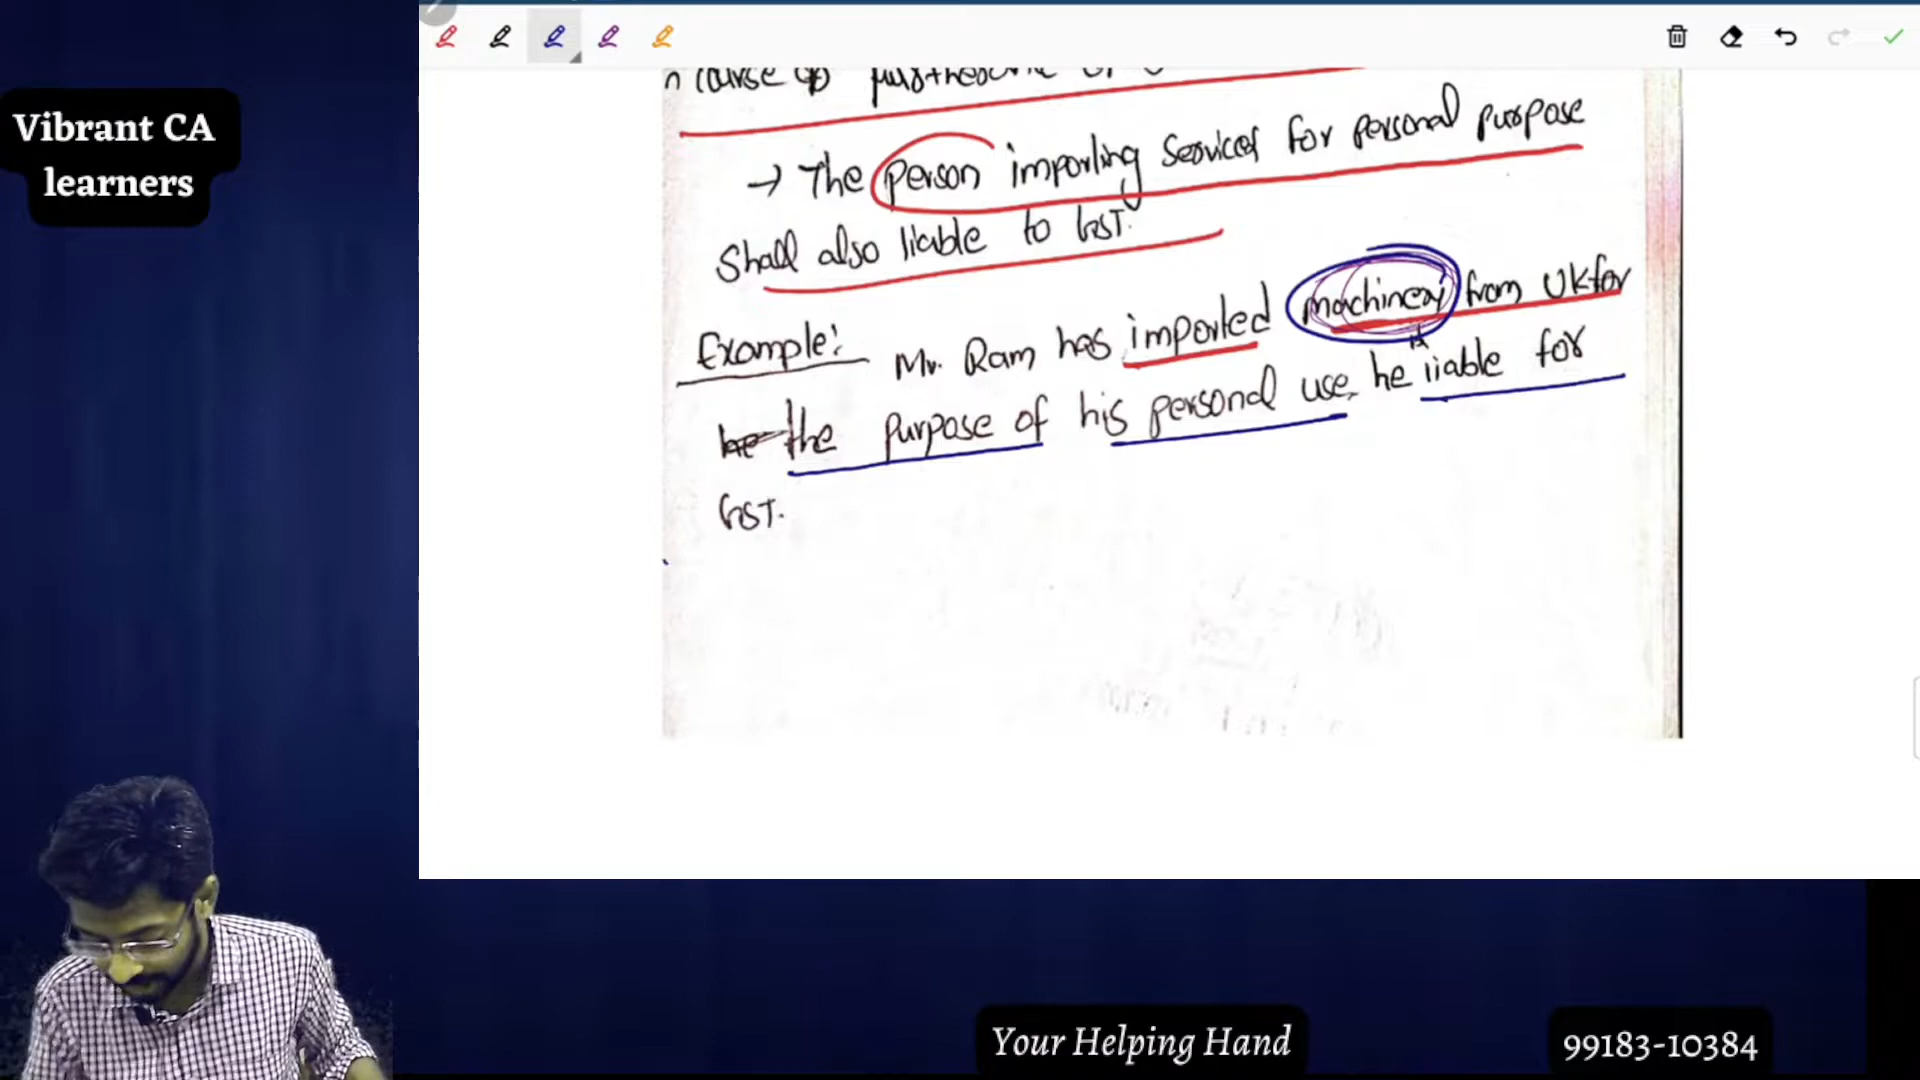 Vibrant CA
learners
→ The person importing Services for personal purpose
Shall also liable to GST.
Example: Mr. Ram has imported machinery from UK for
he the purpose of his personal use, he is liable for
GST.
Your Helping Hand
99183-10384